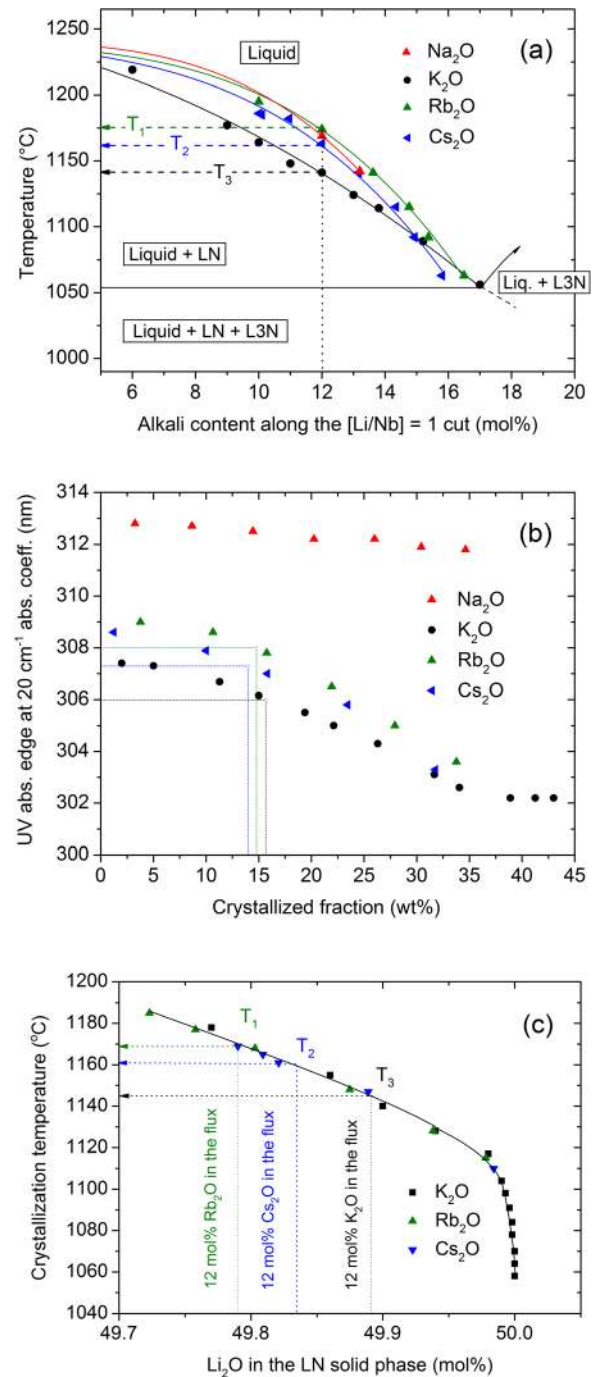 1250
1200
1150
1100
1050
1000
Temperature (°C)
Liquid
(a)
Na₂O
K₂O
Rb₂O
Cs₂O
T₁
T₂
T₃
Liquid + LN
Liq. + L3N
Liquid + LN + L3N
6 8 10 12 14 16 18 20
Alkali content along the [Li/Nb] = 1 cut (mol%)
314
312
310
308
306
304
302
300
UV abs. edge at 20 cm⁻¹ abs. coeff. (nm)
(b)
Na₂O
K₂O
Rb₂O
Cs₂O
0 5 10 15 20 25 30 35 40 45
Crystallized fraction (wt%)
1200
1180
1160
1140
1120
1100
1080
1060
1040
Crystallization temperature (°C)
(c)
T₁
T₂
T₃
12 mol% Rb₂O in the flux
12 mol% Cs₂O in the flux
12 mol% K₂O in the flux
K₂O
Rb₂O
Cs₂O
49.7 49.8 49.9 50.0
Li₂O in the LN solid phase (mol%)